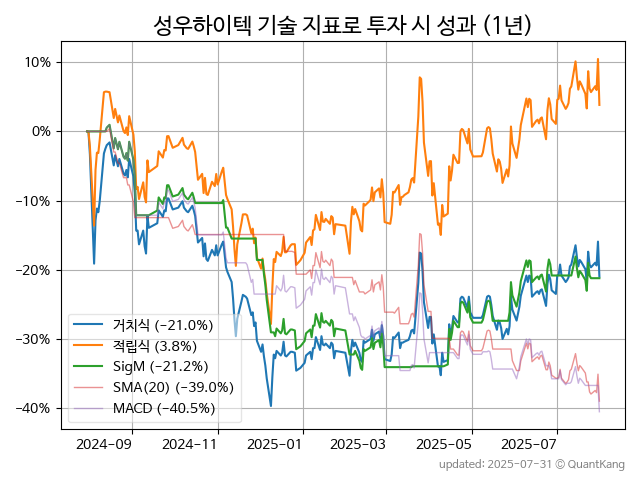 성우하이텍 기술 지표로 투자 시 성과 (1년)
10%
0%
−10%
−20%
−30%
−40%
거치식 (−21.0%)
적립식 (3.8%)
SigM (−21.2%)
SMA(20) (−39.0%)
MACD (−40.5%)
2024−09
2024−11
2025−01
2025−03
2025−05
2025−07
updated: 2025-07-31 © QuantKang